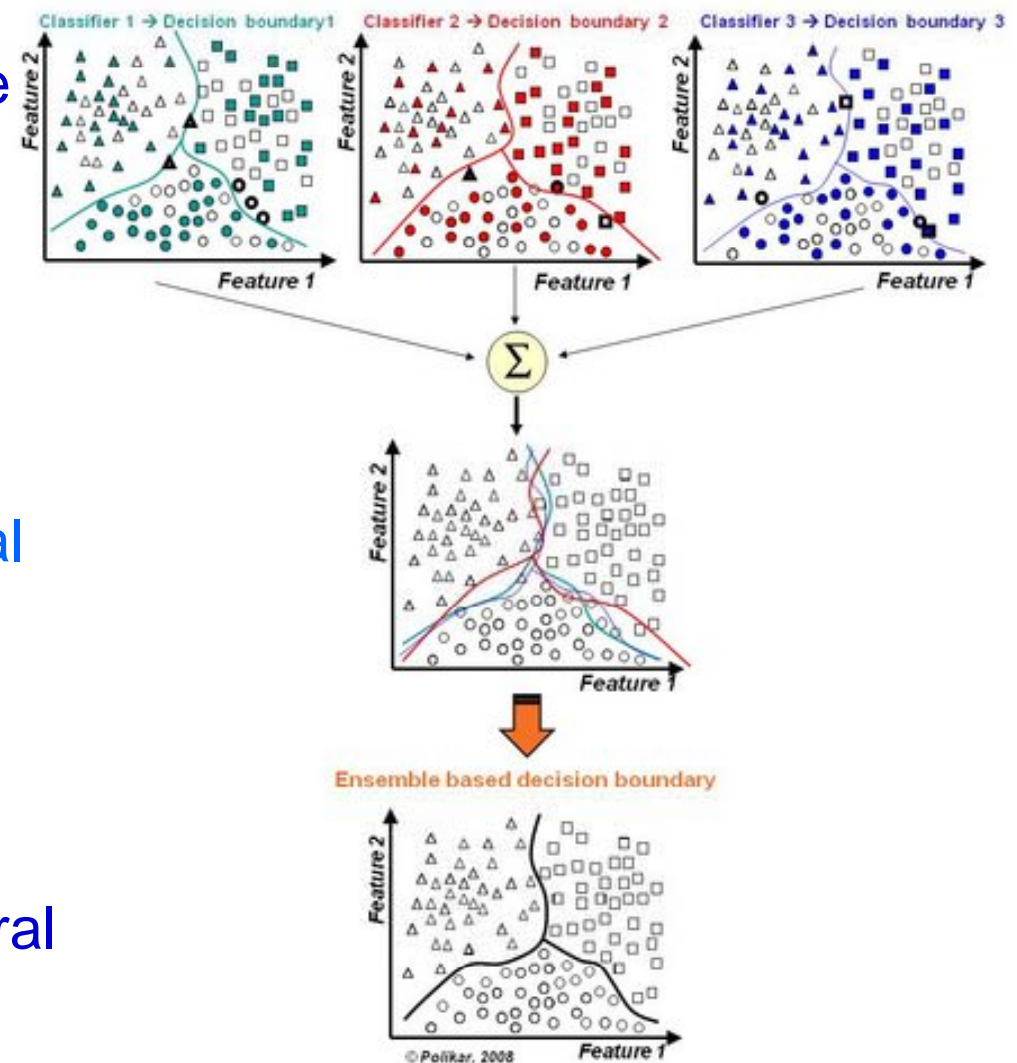 Classifier 1 → Decision boundary1
Classifier 2 → Decision boundary 2
Classifier 3 → Decision boundary 3
Feature 2
Feature 1
Feature 2
Feature 1
Feature 2
Feature 1
Σ
Feature 2
Feature 1
Ensemble based decision boundary
Feature 2
Feature 1
© Polikar, 2008